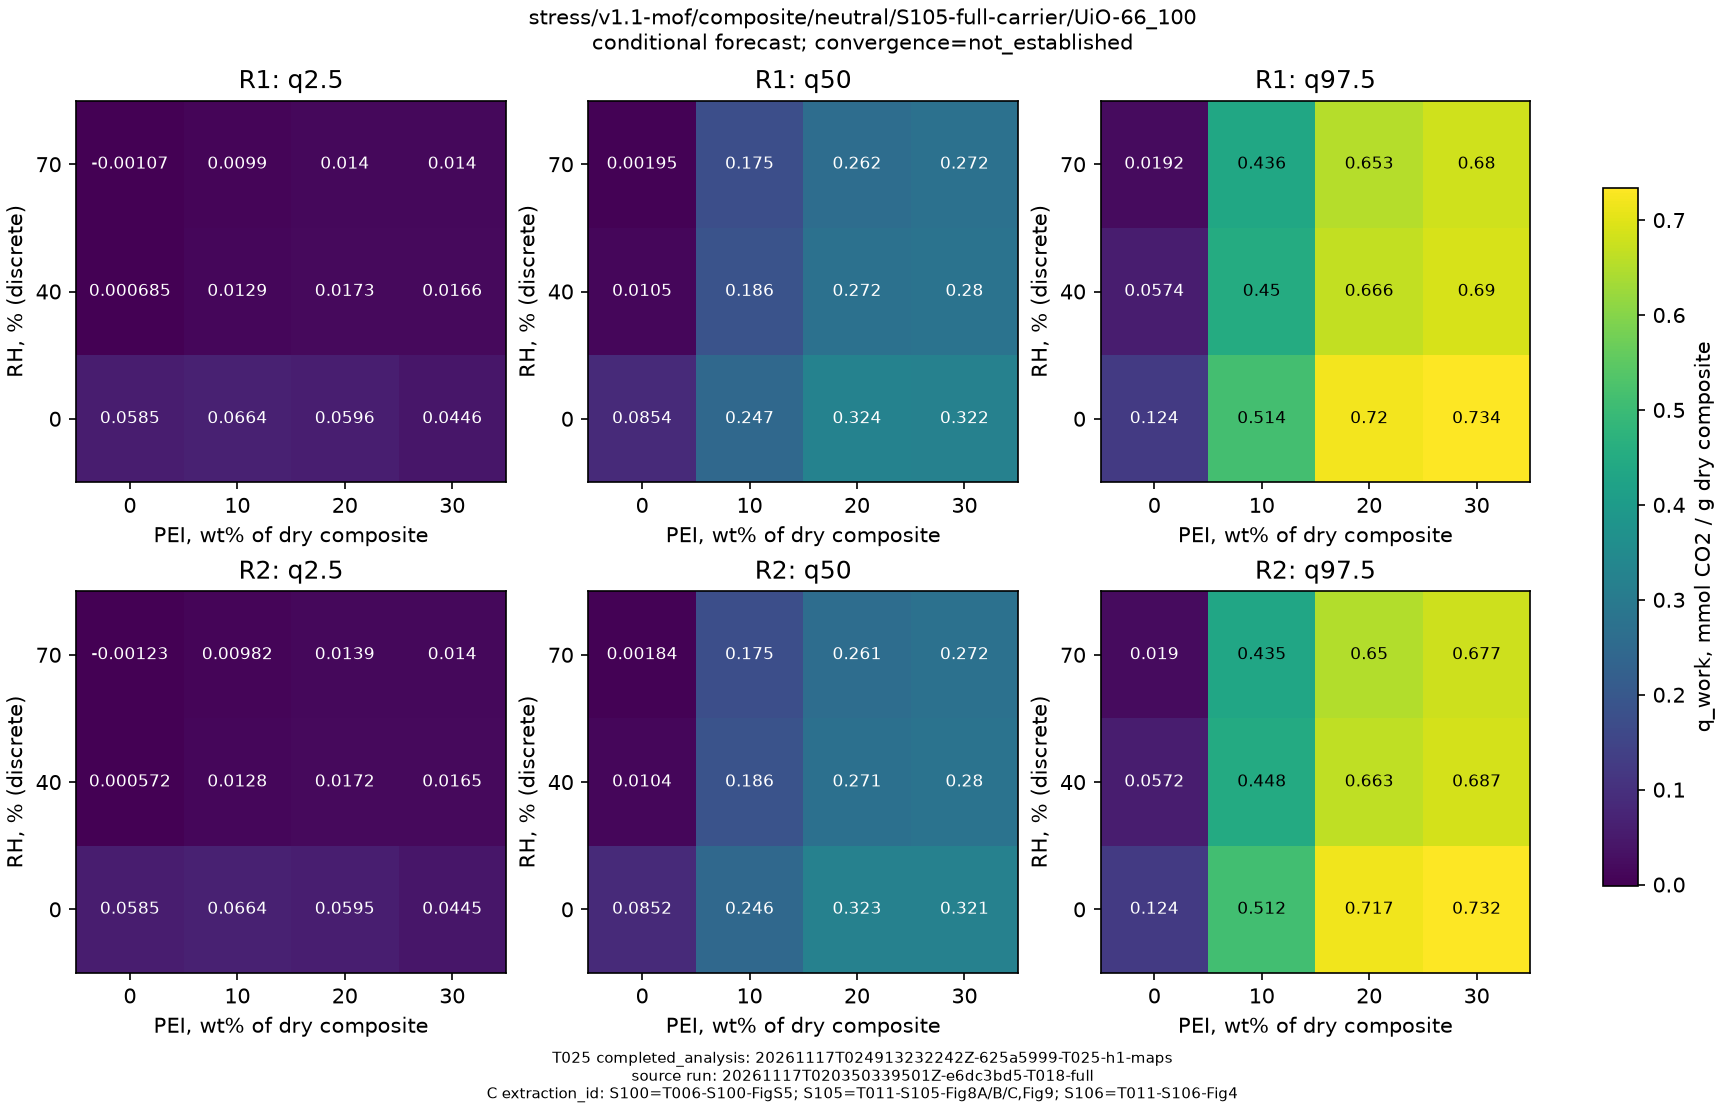 stress/v1.1-mof/composite/neutral/S105-full-carrier/UiO-66_100
conditional forecast; convergence=not_established
R1: q2.5
RH, % (discrete)
70
-0.00107 0.0099 0.014 0.014
40
0.000685 0.0129 0.0173 0.0166
0
0.0585 0.0664 0.0596 0.0446
0 10 20 30
PEI, wt% of dry composite
R1: q50
RH, % (discrete)
70
0.00195 0.175 0.262 0.272
40
0.0105 0.186 0.272 0.28
0
0.0854 0.247 0.324 0.322
0 10 20 30
PEI, wt% of dry composite
R1: q97.5
RH, % (discrete)
70
0.0192 0.436 0.653 0.68
40
0.0574 0.45 0.666 0.69
0
0.124 0.514 0.72 0.734
0 10 20 30
PEI, wt% of dry composite
R2: q2.5
RH, % (discrete)
70
-0.00123 0.00982 0.0139 0.014
40
0.000572 0.0128 0.0172 0.0165
0
0.0585 0.0664 0.0595 0.0445
0 10 20 30
PEI, wt% of dry composite
R2: q50
RH, % (discrete)
70
0.00184 0.175 0.261 0.272
40
0.0104 0.186 0.271 0.28
0
0.0852 0.246 0.323 0.321
0 10 20 30
PEI, wt% of dry composite
R2: q97.5
RH, % (discrete)
70
0.019 0.435 0.65 0.677
40
0.0572 0.448 0.663 0.687
0
0.124 0.512 0.717 0.732
0 10 20 30
PEI, wt% of dry composite
0.7
0.6
0.5
0.4
0.3
0.2
0.1
0.0
q_work, mmol CO2 / g dry composite
T025 completed_analysis: 20261117T024913232242Z-625a5999-T025-h1-maps
source run: 20261117T020350339501Z-e6dc3bd5-T018-full
C extraction_id: S100=T006-S100-FigS5; S105=T011-S105-Fig8A/B/C,Fig9; S106=T011-S106-Fig4